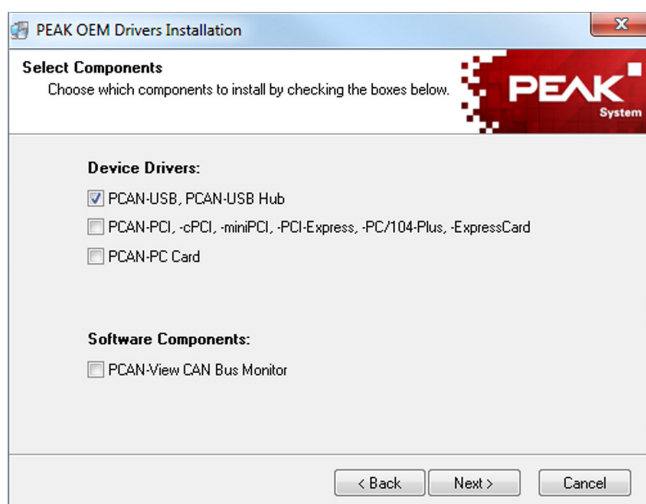 PEAK OEM Drivers Installation
x
Select Components
Choose which components to install by checking the boxes below.
PEAK
System
Device Drivers:
PCAN-USB, PCAN-USB Hub
PCAN-PCI, -cPCI, -miniPCI, -PCI-Express, -PC/104-Plus, -ExpressCard
PCAN-PC Card
Software Components:
PCAN-View CAN Bus Monitor
< Back Next > Cancel